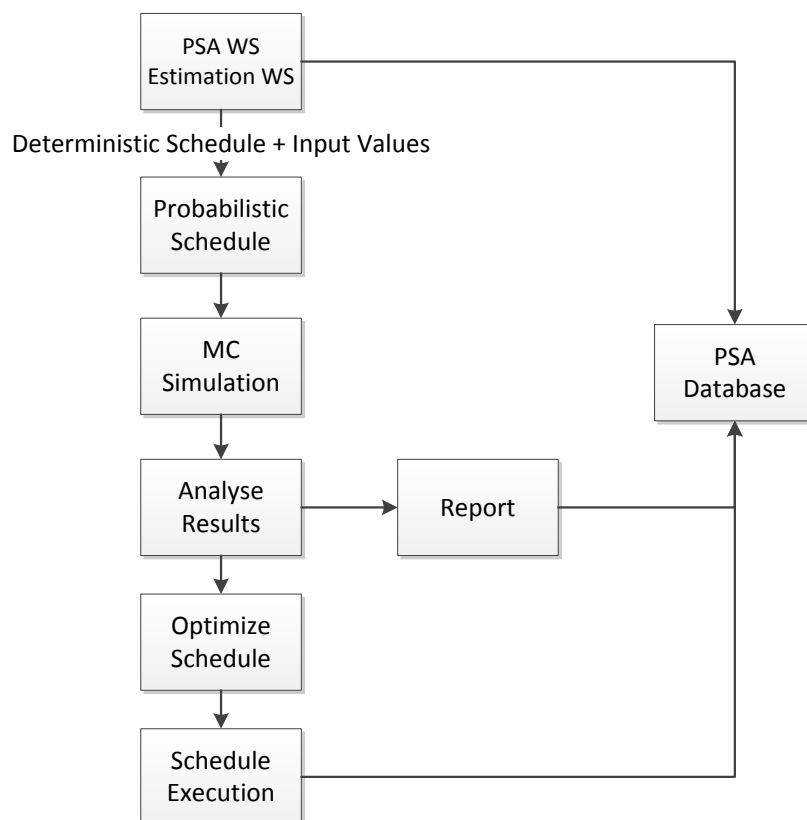 PSA WS
Estimation WS
Deterministic Schedule + Input Values
Probabilistic
Schedule
MC
Simulation
PSA
Database
Analyse
Results
Report
Optimize
Schedule
Schedule
Execution